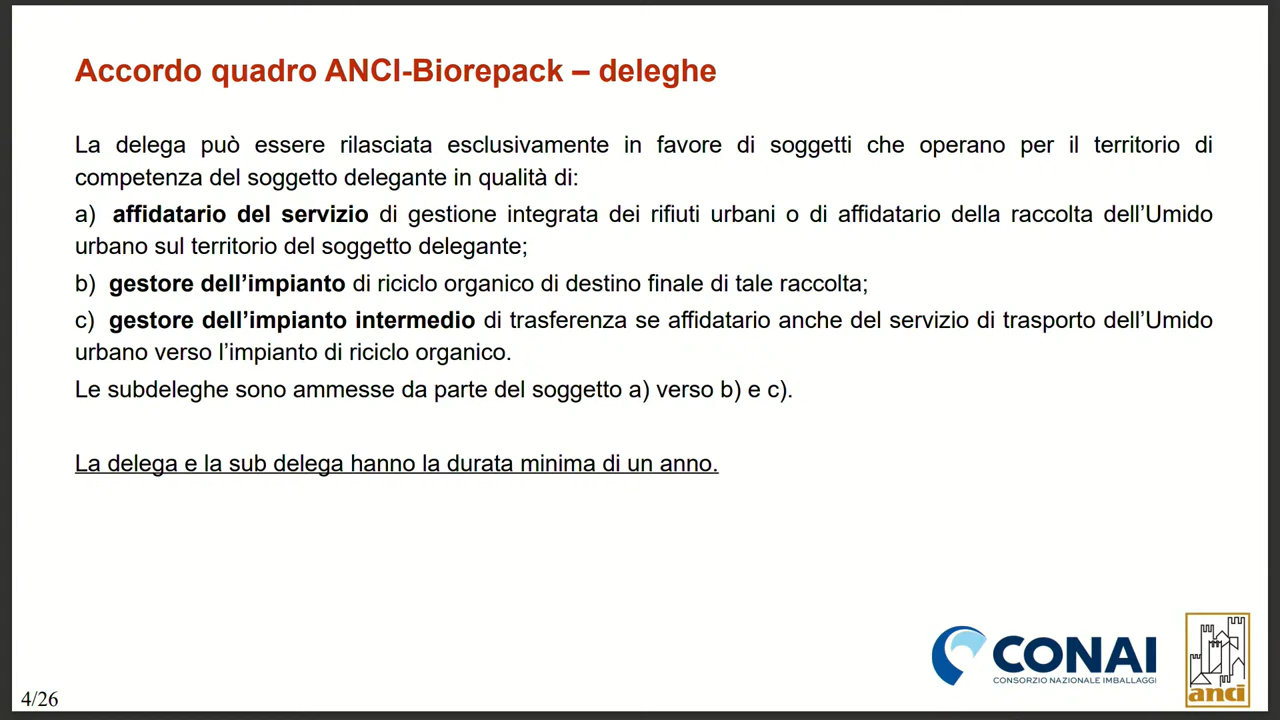 Accordo quadro ANCI-Biorepack – deleghe
La delega può essere rilasciata esclusivamente in favore di soggetti che operano per il territorio di
competenza del soggetto delegante in qualità di:
a) affidatario del servizio di gestione integrata dei rifiuti urbani o di affidatario della raccolta dell’Umido
urbano sul territorio del soggetto delegante;
b) gestore dell’impianto di riciclo organico di destino finale di tale raccolta;
c) gestore dell’impianto intermedio di trasferenza se affidatario anche del servizio di trasporto dell’Umido
urbano verso l’impianto di riciclo organico.
Le subdeleghe sono ammesse da parte del soggetto a) verso b) e c).
La delega e la sub delega hanno la durata minima di un anno.
CONAI
CONSORZIO NAZIONALE IMBALLAGGI
anci
4/26